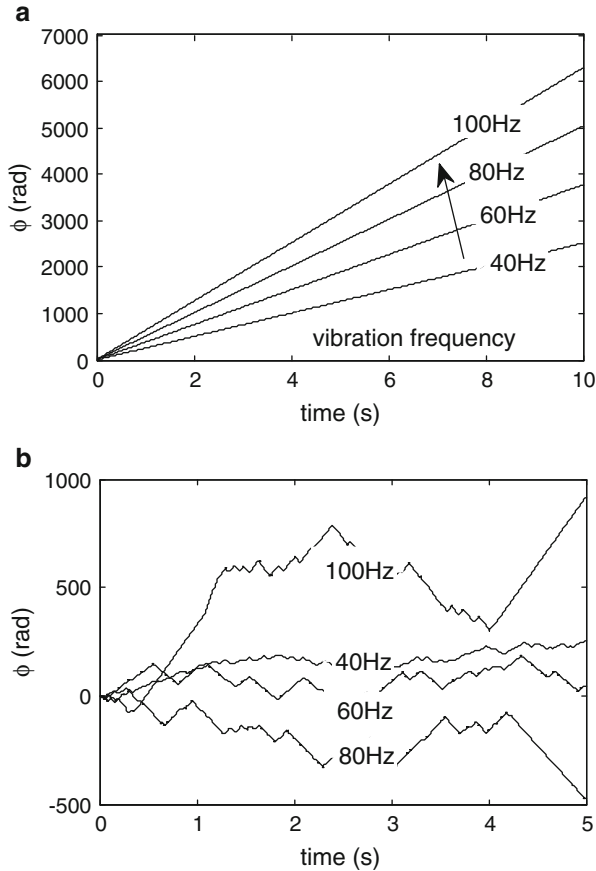 a
7000
6000
5000
4000
3000
2000
1000
0
ϕ (rad)
100Hz
80Hz
60Hz
40Hz
vibration frequency
0 2 4 6 8 10
time (s)
b
1000
500
0
-500
ϕ (rad)
100Hz
40Hz
60Hz
80Hz
0 1 2 3 4 5
time (s)